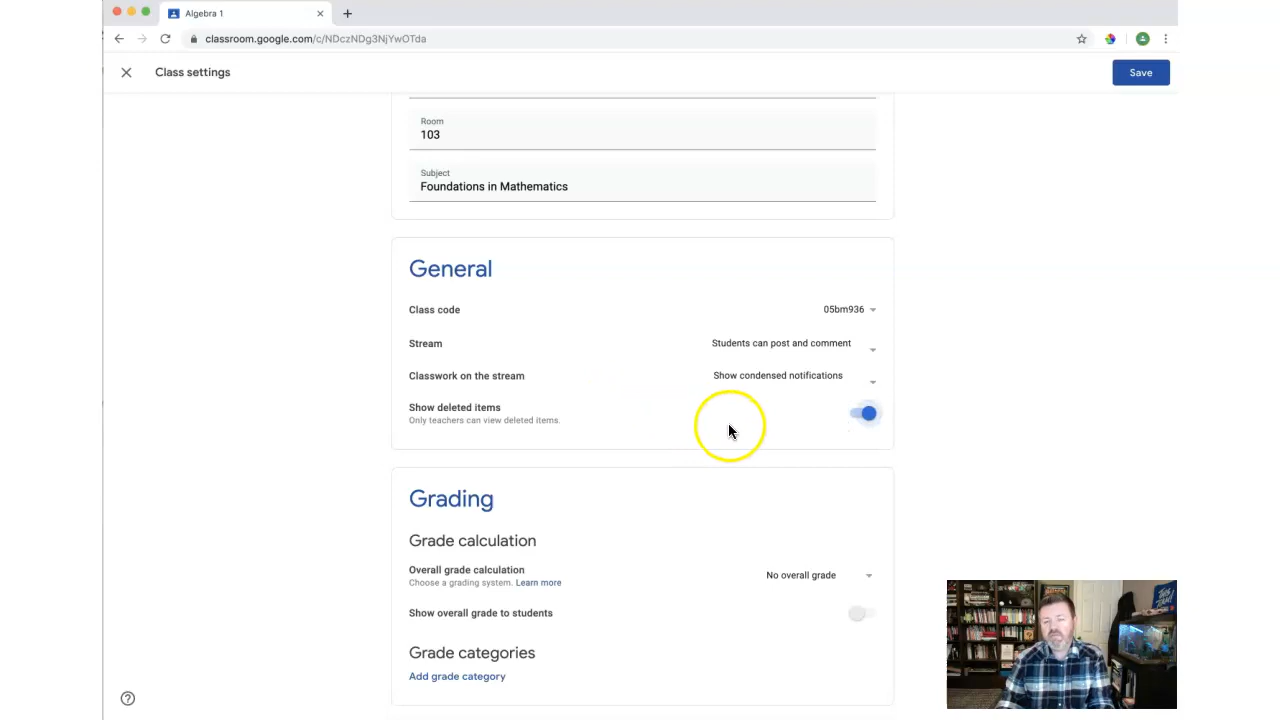 Algebra 1
classroom.google.com/c/NDczNDg3NjYwOTda
Class settings
Save
Room
103
Subject
Foundations in Mathematics
General
Class code
05bm936
Stream
Students can post and comment
Classwork on the stream
Show condensed notifications
Show deleted items
Only teachers can view deleted items.
Grading
Grade calculation
Overall grade calculation
Choose a grading system. Learn more
No overall grade
Show overall grade to students
Grade categories
Add grade category